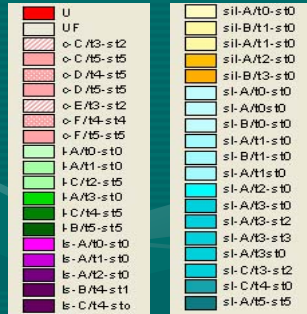 U
UF
c-C/t3-st2
c-C/t5-st5
c-D/t4-st5
c-D/t5-st5
c-E/t3-st2
c-F/t4-st4
c-F/t5-st5
l-A/t0-st0
l-A/t1-st0
l-C/t2-st5
l-A/t3-st0
l-C/t4-st5
l-B/t5-st5
ls-A/t0-st0
ls-A/t1-st0
ls-A/t2-st0
ls-B/t4-st1
ls-C/t4-sto
sil-A/t0-st0
sil-B/t1-st0
sil-A/t1-st0
sil-A/t2-st0
sil-B/t3-st0
sl-A/t0-st0
sl-A/t0st0
sl-B/t0-st0
sl-A/t1-st0
sl-B/t1-st0
sl-A/t1st0
sl-A/t2-st0
sl-A/t3-st0
sl-A/t3-st2
sl-A/t3-st3
sl-A/t3st0
sl-C/t3-st2
sl-C/t4-st0
sl-A/t5-st5